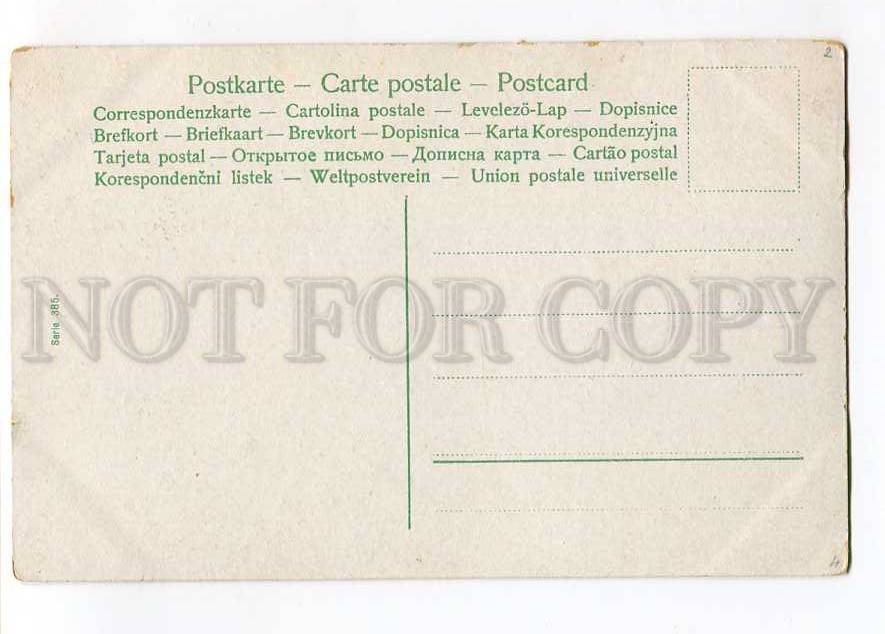 2
Postkarte – Carte postale – Postcard
Correspondenzkarte — Cartolina postale — Levelező-Lap — Dopisnice
Brefkort — Briefkaart — Brevkort — Dopisnica — Karta Korespondenzyjna
Tarjeta postal — Открытое письмо — Дописна карта — Cartão postal
Korespondenčni listek — Weltpostverein — Union postale universelle
Serie 385.
NOT FOR COPY
4